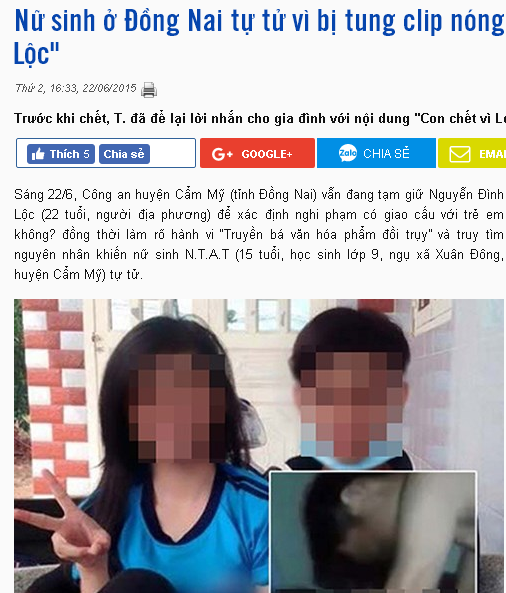 Nữ sinh ở Đồng Nai tự tử vì bị tung clip nóng
Lộc"
Thứ 2, 16:33, 22/06/2015
Trước khi chết, T. đã để lại lời nhắn cho gia đình với nội dung "Con chết vì
Thích 5 Chia sẻ G+ GOOGLE+ Zalo CHIA SẺ
Sáng 22/6, Công an huyện Cẩm Mỹ (tỉnh Đồng Nai) vẫn đang tạm giữ Nguyễn Đình
Lộc (22 tuổi, người địa phương) để xác định nghi phạm có giao cấu với trẻ em
không? đồng thời làm rõ hành vi "Truyền bá văn hóa phẩm đồi trụy" và truy tìm
nguyên nhân khiến nữ sinh N.T.A.T (15 tuổi, học sinh lớp 9, ngụ xã Xuân Đông,
huyện Cẩm Mỹ) tự tử.